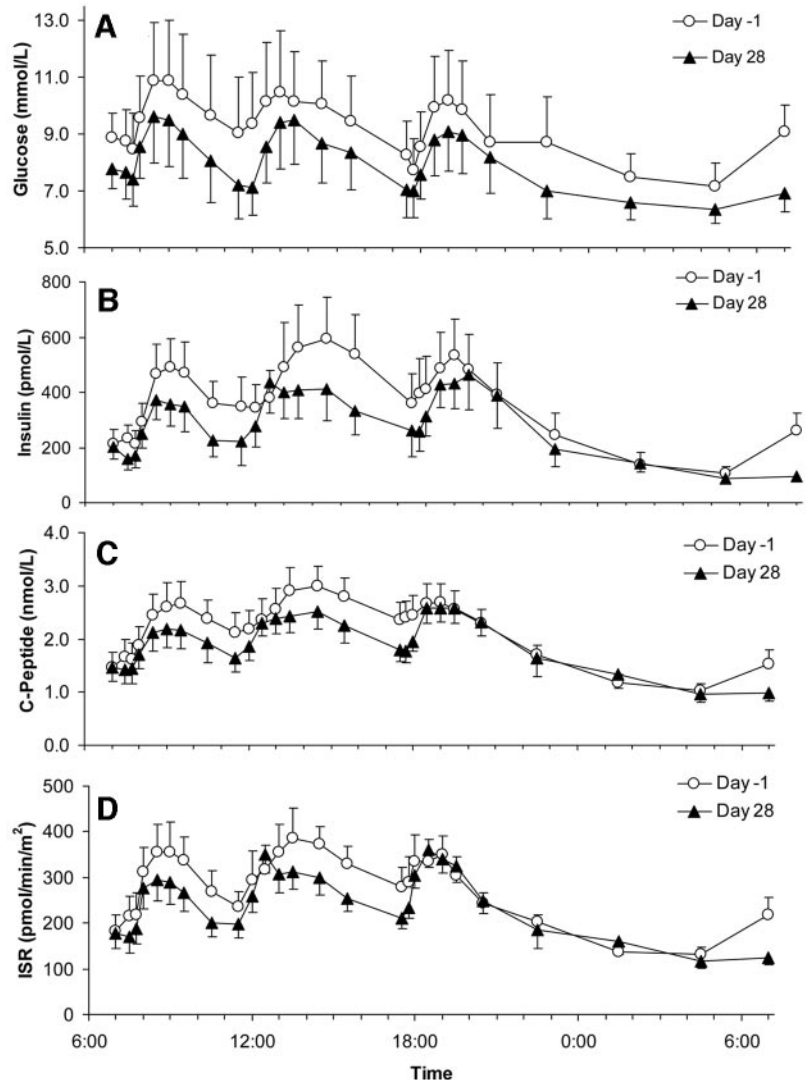 A
Day -1
Day 28
Glucose (mmol/L)
13.0
11.0
9.0
7.0
5.0
B
Day -1
Day 28
Insulin (pmol/L)
800
600
400
200
0
C
Day -1
Day 28
C-Peptide (nmol/L)
4.0
3.0
2.0
1.0
0.0
D
Day -1
Day 28
ISR (pmol/min/m²)
500
400
300
200
100
0
6:00 12:00 18:00 0:00 6:00
Time